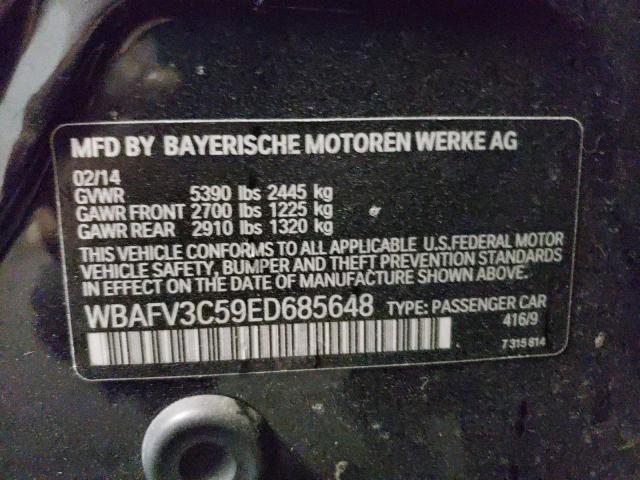 MFD BY BAYERISCHE MOTOREN WERKE AG
02/14
GVWR 5390 lbs 2445 kg
GAWR FRONT 2700 lbs 1225 kg
GAWR REAR 2910 lbs 1320 kg
THIS VEHICLE CONFORMS TO ALL APPLICABLE U.S.FEDERAL MOTOR
VEHICLE SAFETY, BUMPER AND THEFT PREVENTION STANDARDS
IN EFFECT ON THE DATE OF MANUFACTURE SHOWN ABOVE.
WBAFV3C59ED685648 TYPE: PASSENGER CAR
416/9
7 315 814